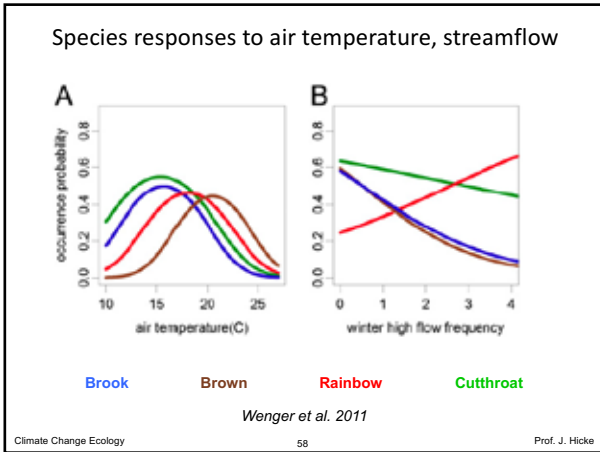 Species responses to air temperature, streamflow
A
B
occurrence probability
0.0 0.2 0.4 0.6 0.8
10 15 20 25
air temperature(C)
0.0 0.2 0.4 0.6 0.8
0 1 2 3 4
winter high flow frequency
Brook Brown Rainbow Cutthroat
Wenger et al. 2011
Climate Change Ecology 58 Prof. J. Hicke